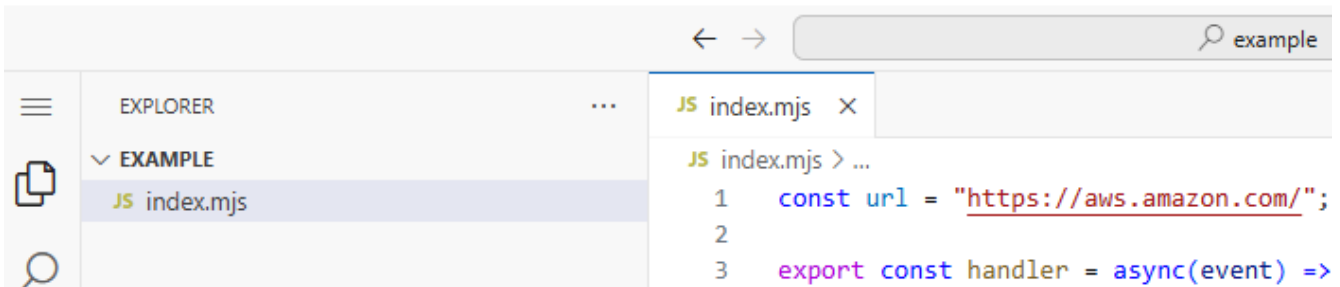 ← → example
EXPLORER ...
JS index.mjs ×
EXAMPLE
JS index.mjs
JS index.mjs > ...
1 const url = "https://aws.amazon.com/";
2
3 export const handler = async(event) =>